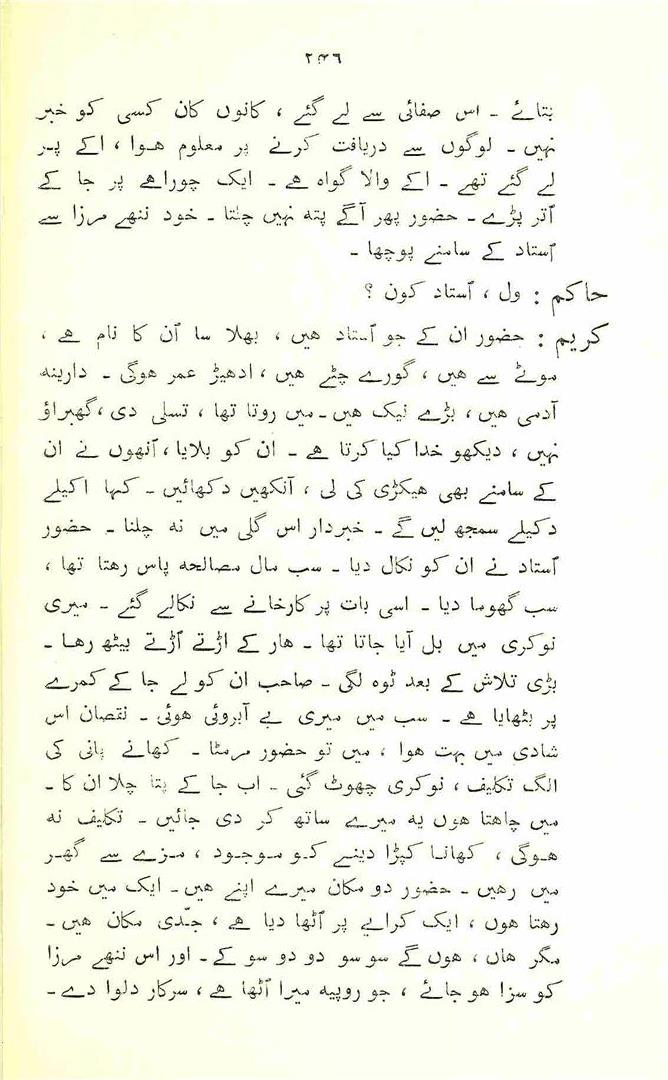 ۲۳۶
بتائے ۔ اس صفائی سے لے گئے ، کانوں کان کسی کو خبر
نہیں ۔ لوگوں سے دریافت کرنے پر معلوم ہوا ، اکے پر
لے گئے تھے ۔ اکے والا گواہ ہے ۔ ایک چوراہے پر جا کے
اُتر پڑے ۔ حضور پھر آگے پته نہیں چلتا ۔ خود ننھے مرزا سے
اُستاد کے سامنے پوچھا ۔
حاکم : ول ، اُستاد کون ؟
کریم : حضور ان کے جو اُستاد ہیں ، بھلا سا اُن کا نام ہے ،
موٹے سے ہیں ، گورے چٹے ہیں ، ادھیڑ عمر ہوگی ۔ دارینه
آدمی ہیں ، بڑے نیک ہیں ۔ میں روتا تھا ، تسلی دی ، گھبراؤ
نہیں ، دیکھو خدا کیا کرتا ہے ۔ ان کو بلایا ، اُنھوں نے ان
کے سامنے بھی ہیکڑی کی لی ، آنکھیں دکھائیں ۔ کہا اکیلے
دکیلے سمجھ لیں گے ۔ خبردار اس گلی میں نه چلنا ۔ حضور
اُستاد نے ان کو نکال دیا ۔ سب مال مصالحه پاس رہتا تھا ،
سب گھوما دیا ۔ اسی بات پر کارخانے سے نکالے گئے ۔ میری
نوکری میں بل آیا جاتا تھا ۔ ہار کے اڑتے اُڑتے بیٹھ رہا ۔
بڑی تلاش کے بعد ٹوہ لگی ۔ صاحب ان کو لے جا کے کمرے
پر بٹھایا ہے ۔ سب میں میری بے آبروئی ہوئی ۔ نقصان اس
شادی میں بہت ہوا ، میں تو حضور مرمٹا ۔ کھانے پانی کی
الگ تکلیف ، نوکری چھوٹ گئی ۔ اب جا کے پتا چلا ان کا ۔
میں چاہتا ہوں یه میرے ساتھ کر دی جائیں ۔ تکلیف نه
ہوگی ، کھانا کپڑا دینے کو موجود ، مزے سے گھر
میں رہیں ۔ حضور دو مکان میرے اپنے ہیں ۔ ایک میں خود
رہتا ہوں ، ایک کرایے پر اُٹھا دیا ہے ، جدّی مکان ہیں ۔
مگر ہاں ، ہوں گے سو سو دو دو سو کے ۔ اور اس ننھے مرزا
کو سزا ہو جائے ، جو روپیه میرا اُٹھا ہے ، سرکار دلوا دے ۔